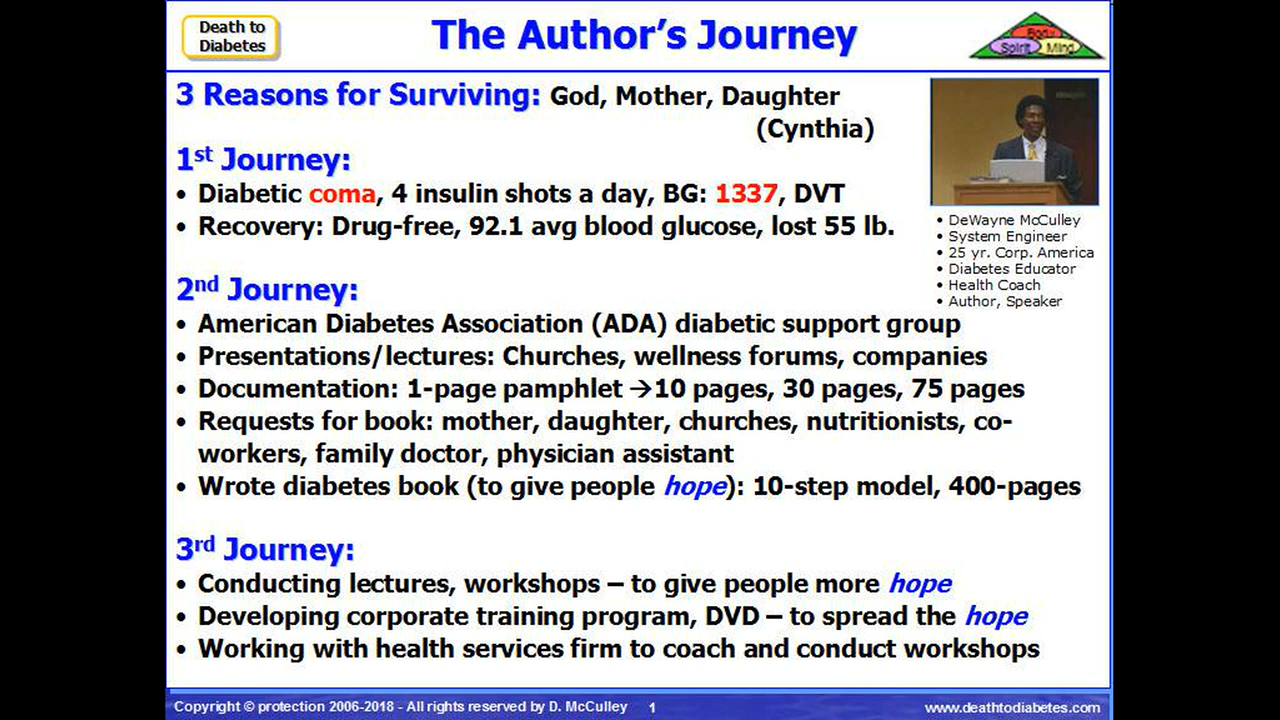 Death to
Diabetes
The Author's Journey
Body
Spirit
Mind
3 Reasons for Surviving: God, Mother, Daughter
(Cynthia)
1st Journey:
• Diabetic coma, 4 insulin shots a day, BG: 1337, DVT
• Recovery: Drug-free, 92.1 avg blood glucose, lost 55 lb.
• DeWayne McCulley
• System Engineer
• 25 yr. Corp. America
• Diabetes Educator
• Health Coach
• Author, Speaker
2nd Journey:
• American Diabetes Association (ADA) diabetic support group
• Presentations/lectures: Churches, wellness forums, companies
• Documentation: 1-page pamphlet →10 pages, 30 pages, 75 pages
• Requests for book: mother, daughter, churches, nutritionists, co-
workers, family doctor, physician assistant
• Wrote diabetes book (to give people hope): 10-step model, 400-pages
3rd Journey:
• Conducting lectures, workshops – to give people more hope
• Developing corporate training program, DVD – to spread the hope
• Working with health services firm to coach and conduct workshops
Copyright © protection 2006-2018 - All rights reserved by D. McCulley 1 www.deathtodiabetes.com